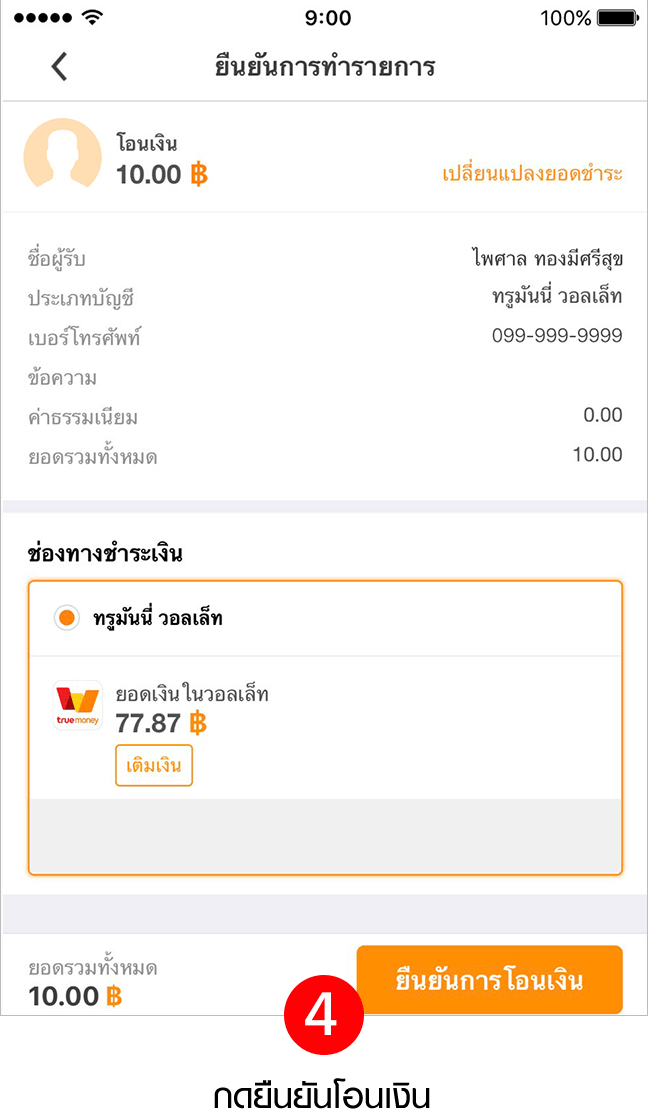 9:00 100%
ยืนยันการทำรายการ
โอนเงิน
10.00 ฿
เปลี่ยนแปลงยอดชำระ
ชื่อผู้รับ ไพศาล ทองมีศรีสุข
ประเภทบัญชี ทรูมันนี่ วอลเล็ท
เบอร์โทรศัพท์ 099-999-9999
ข้อความ
ค่าธรรมเนียม 0.00
ยอดรวมทั้งหมด 10.00
ช่องทางชำระเงิน
ทรูมันนี่ วอลเล็ท
ยอดเงินในวอลเล็ท
truemoney 77.87 ฿
เติมเงิน
ยอดรวมทั้งหมด
10.00 ฿
ยืนยันการโอนเงิน
4
กดยืนยันโอนเงิน